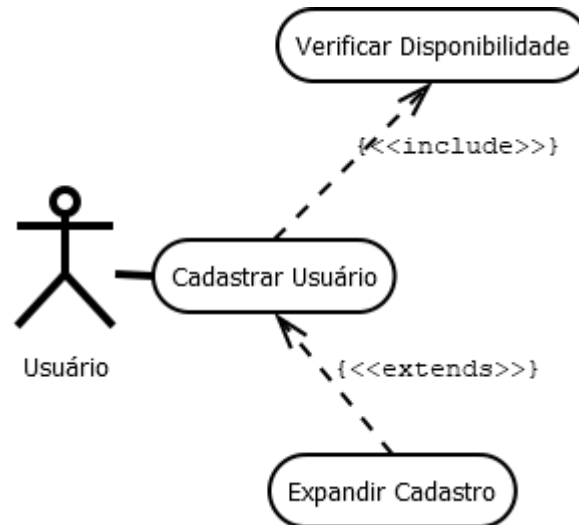 Verificar Disponibilidade
{<<include>>}
Cadastrar Usuário
Usuário
{<<extends>>}
Expandir Cadastro